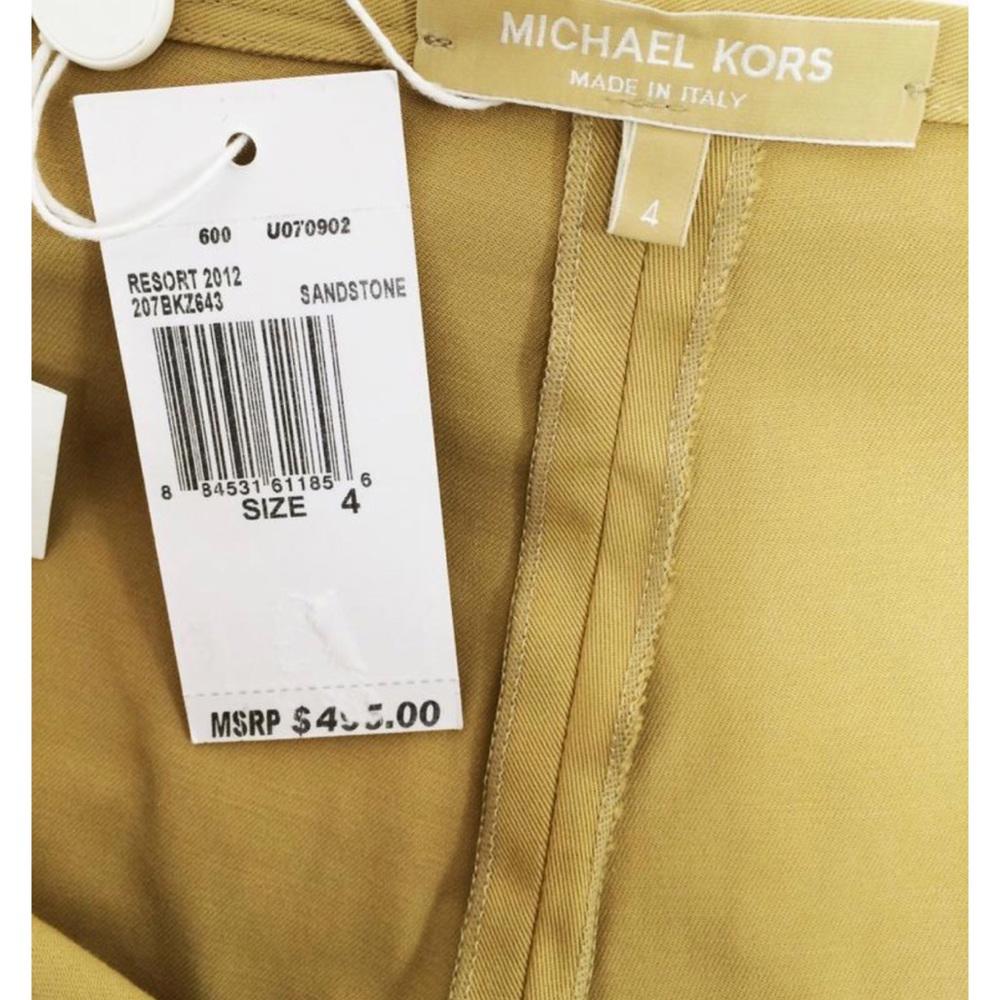 MICHAEL KORS
MADE IN ITALY
4
600 U070902
RESORT 2012
207BKZ643 SANDSTONE
8 84531 61185 6
SIZE 4
MSRP